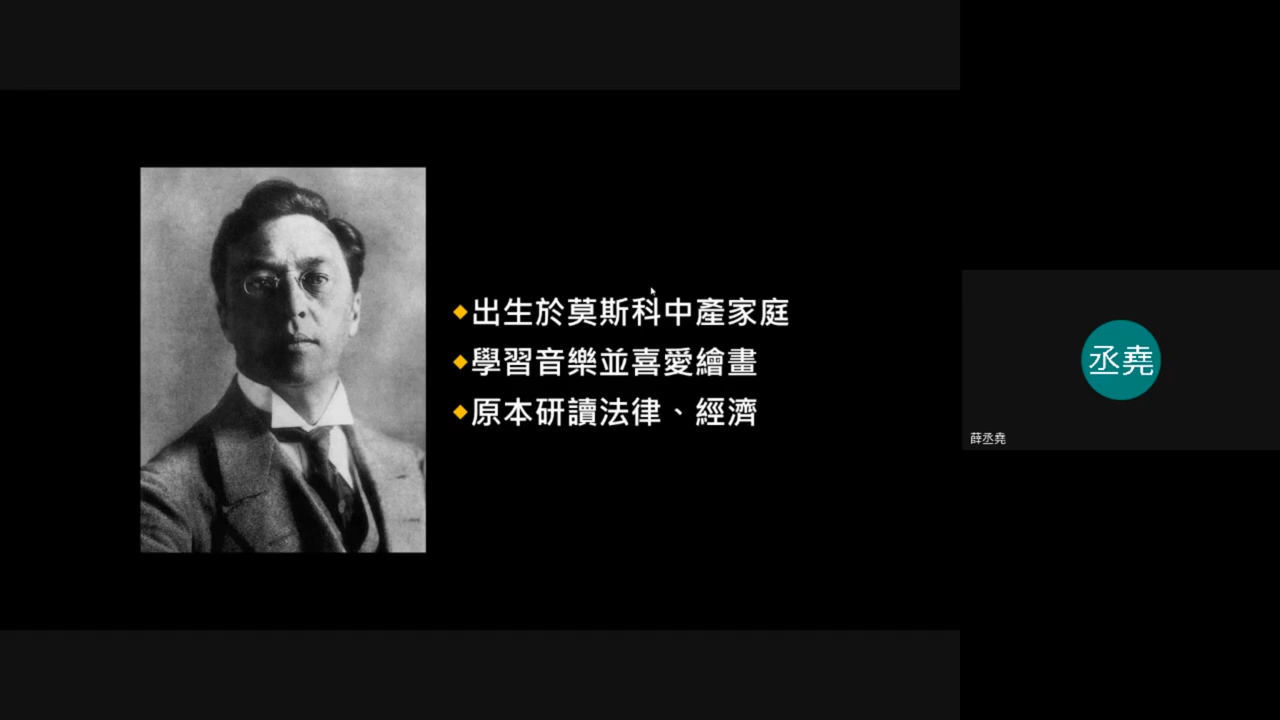 出生於莫斯科中產家庭
學習音樂並喜愛繪畫
原本研讀法律、經濟
丞堯
薛丞堯